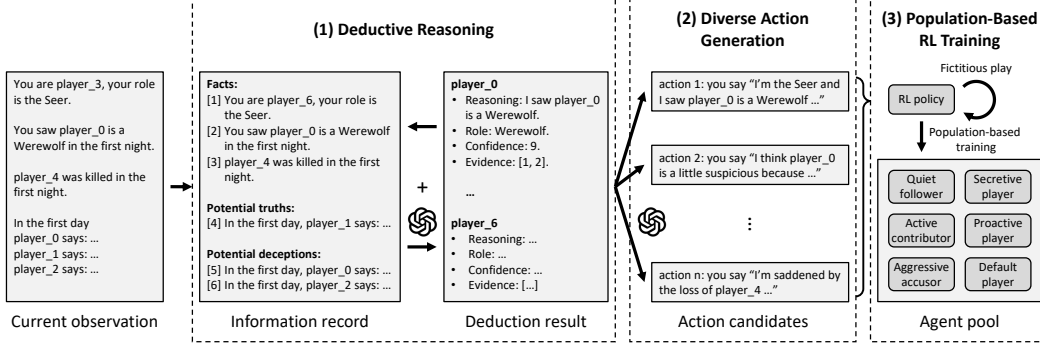 (1) Deductive Reasoning
(2) Diverse Action
Generation
(3) Population-Based
RL Training
You are player_3, your role
is the Seer.
You saw player_0 is a
Werewolf in the first night.
player_4 was killed in the
first night.
In the first day
player_0 says: ...
player_1 says: ...
player_2 says: ...
Current observation
Facts:
[1] You are player_6, your role is
the Seer.
[2] You saw player_0 is a Werewolf
in the first night.
[3] player_4 was killed in the first
night.
Potential truths:
[4] In the first day, player_1 says: ...
Potential deceptions:
[5] In the first day, player_0 says: ...
[6] In the first day, player_2 says: ...
Information record
+
player_0
• Reasoning: I saw player_0
is a Werewolf.
• Role: Werewolf.
• Confidence: 9.
• Evidence: [1, 2].
...
player_6
• Reasoning: ...
• Role: ...
• Confidence: ...
• Evidence: [...]
Deduction result
action 1: you say “I’m the Seer and
I saw player_0 is a Werewolf ...”
action 2: you say “I think player_0
is a little suspicious because ...”
⋮
action n: you say “I’m saddened by
the loss of player_4 ...”
Action candidates
Fictitious play
RL policy
Population-based
training
Quiet
follower
Secretive
player
Active
contributor
Proactive
player
Aggressive
accusor
Default
player
Agent pool